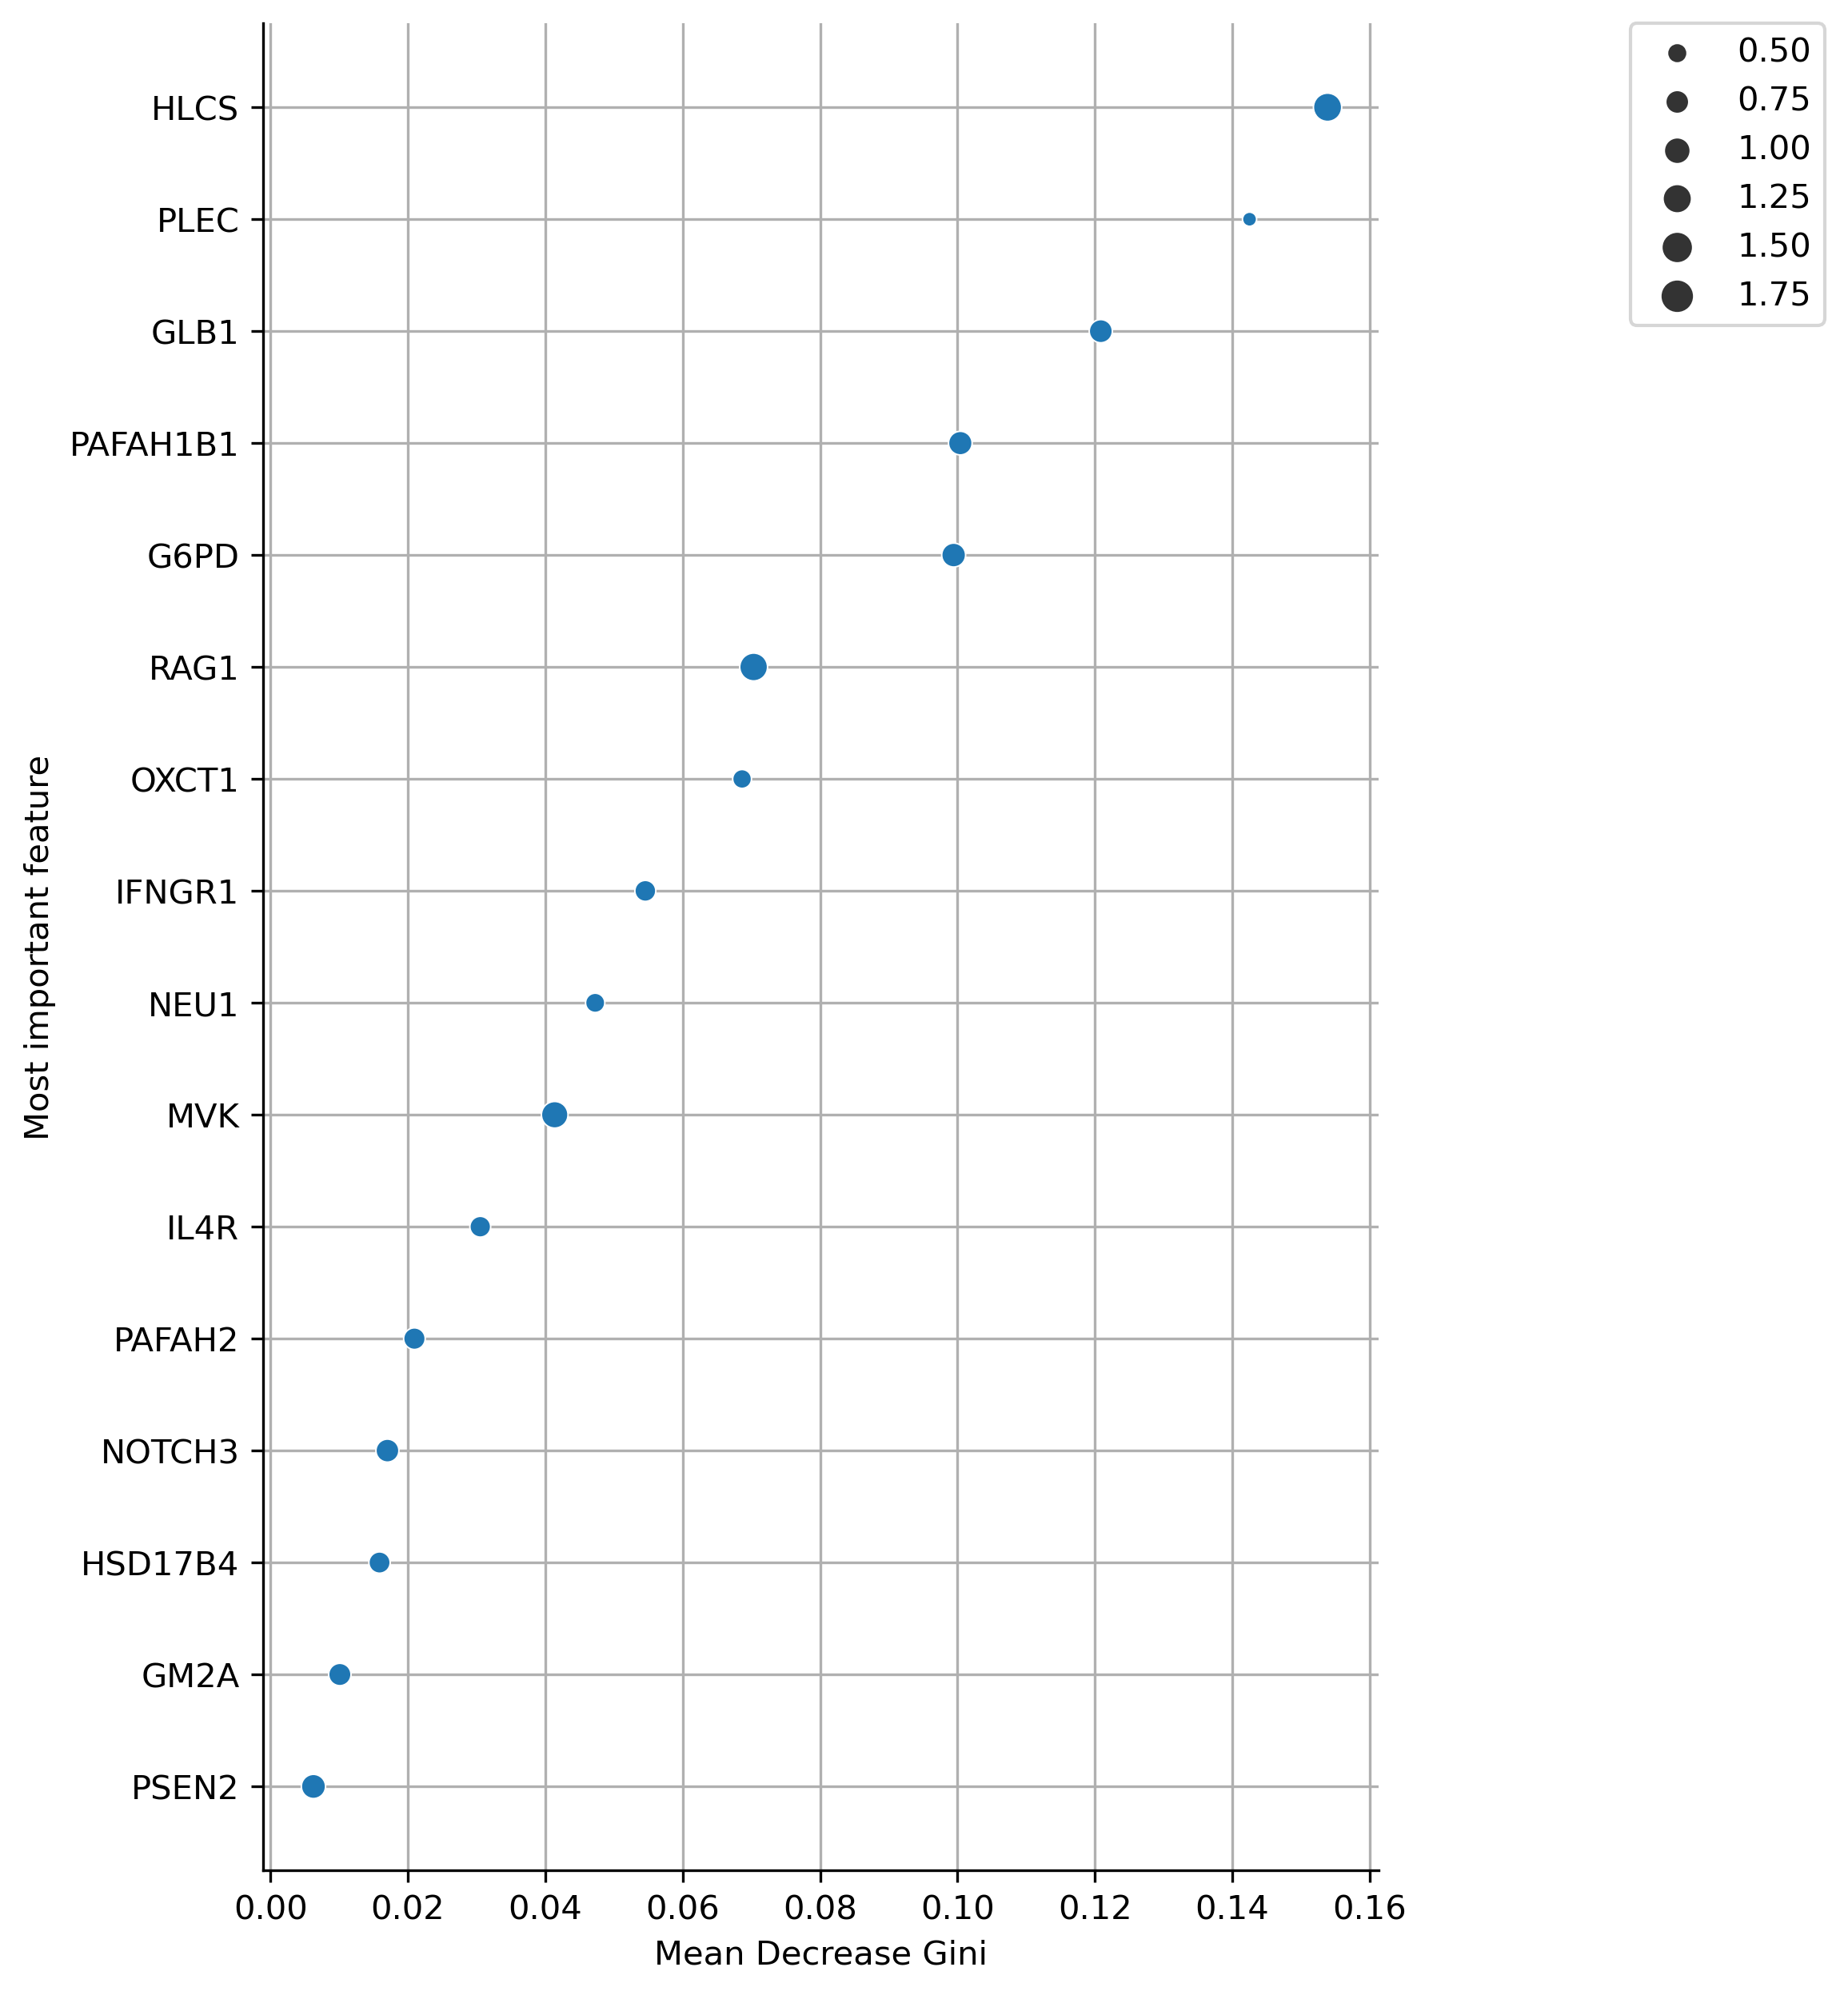 HLCS
PLEC
GLB1
PAFAH1B1
G6PD
RAG1
OXCT1
IFNGR1
NEU1
MVK
IL4R
PAFAH2
NOTCH3
HSD17B4
GM2A
PSEN2
Most important feature
0.00 0.02 0.04 0.06 0.08 0.10 0.12 0.14 0.16
Mean Decrease Gini
0.50
0.75
1.00
1.25
1.50
1.75